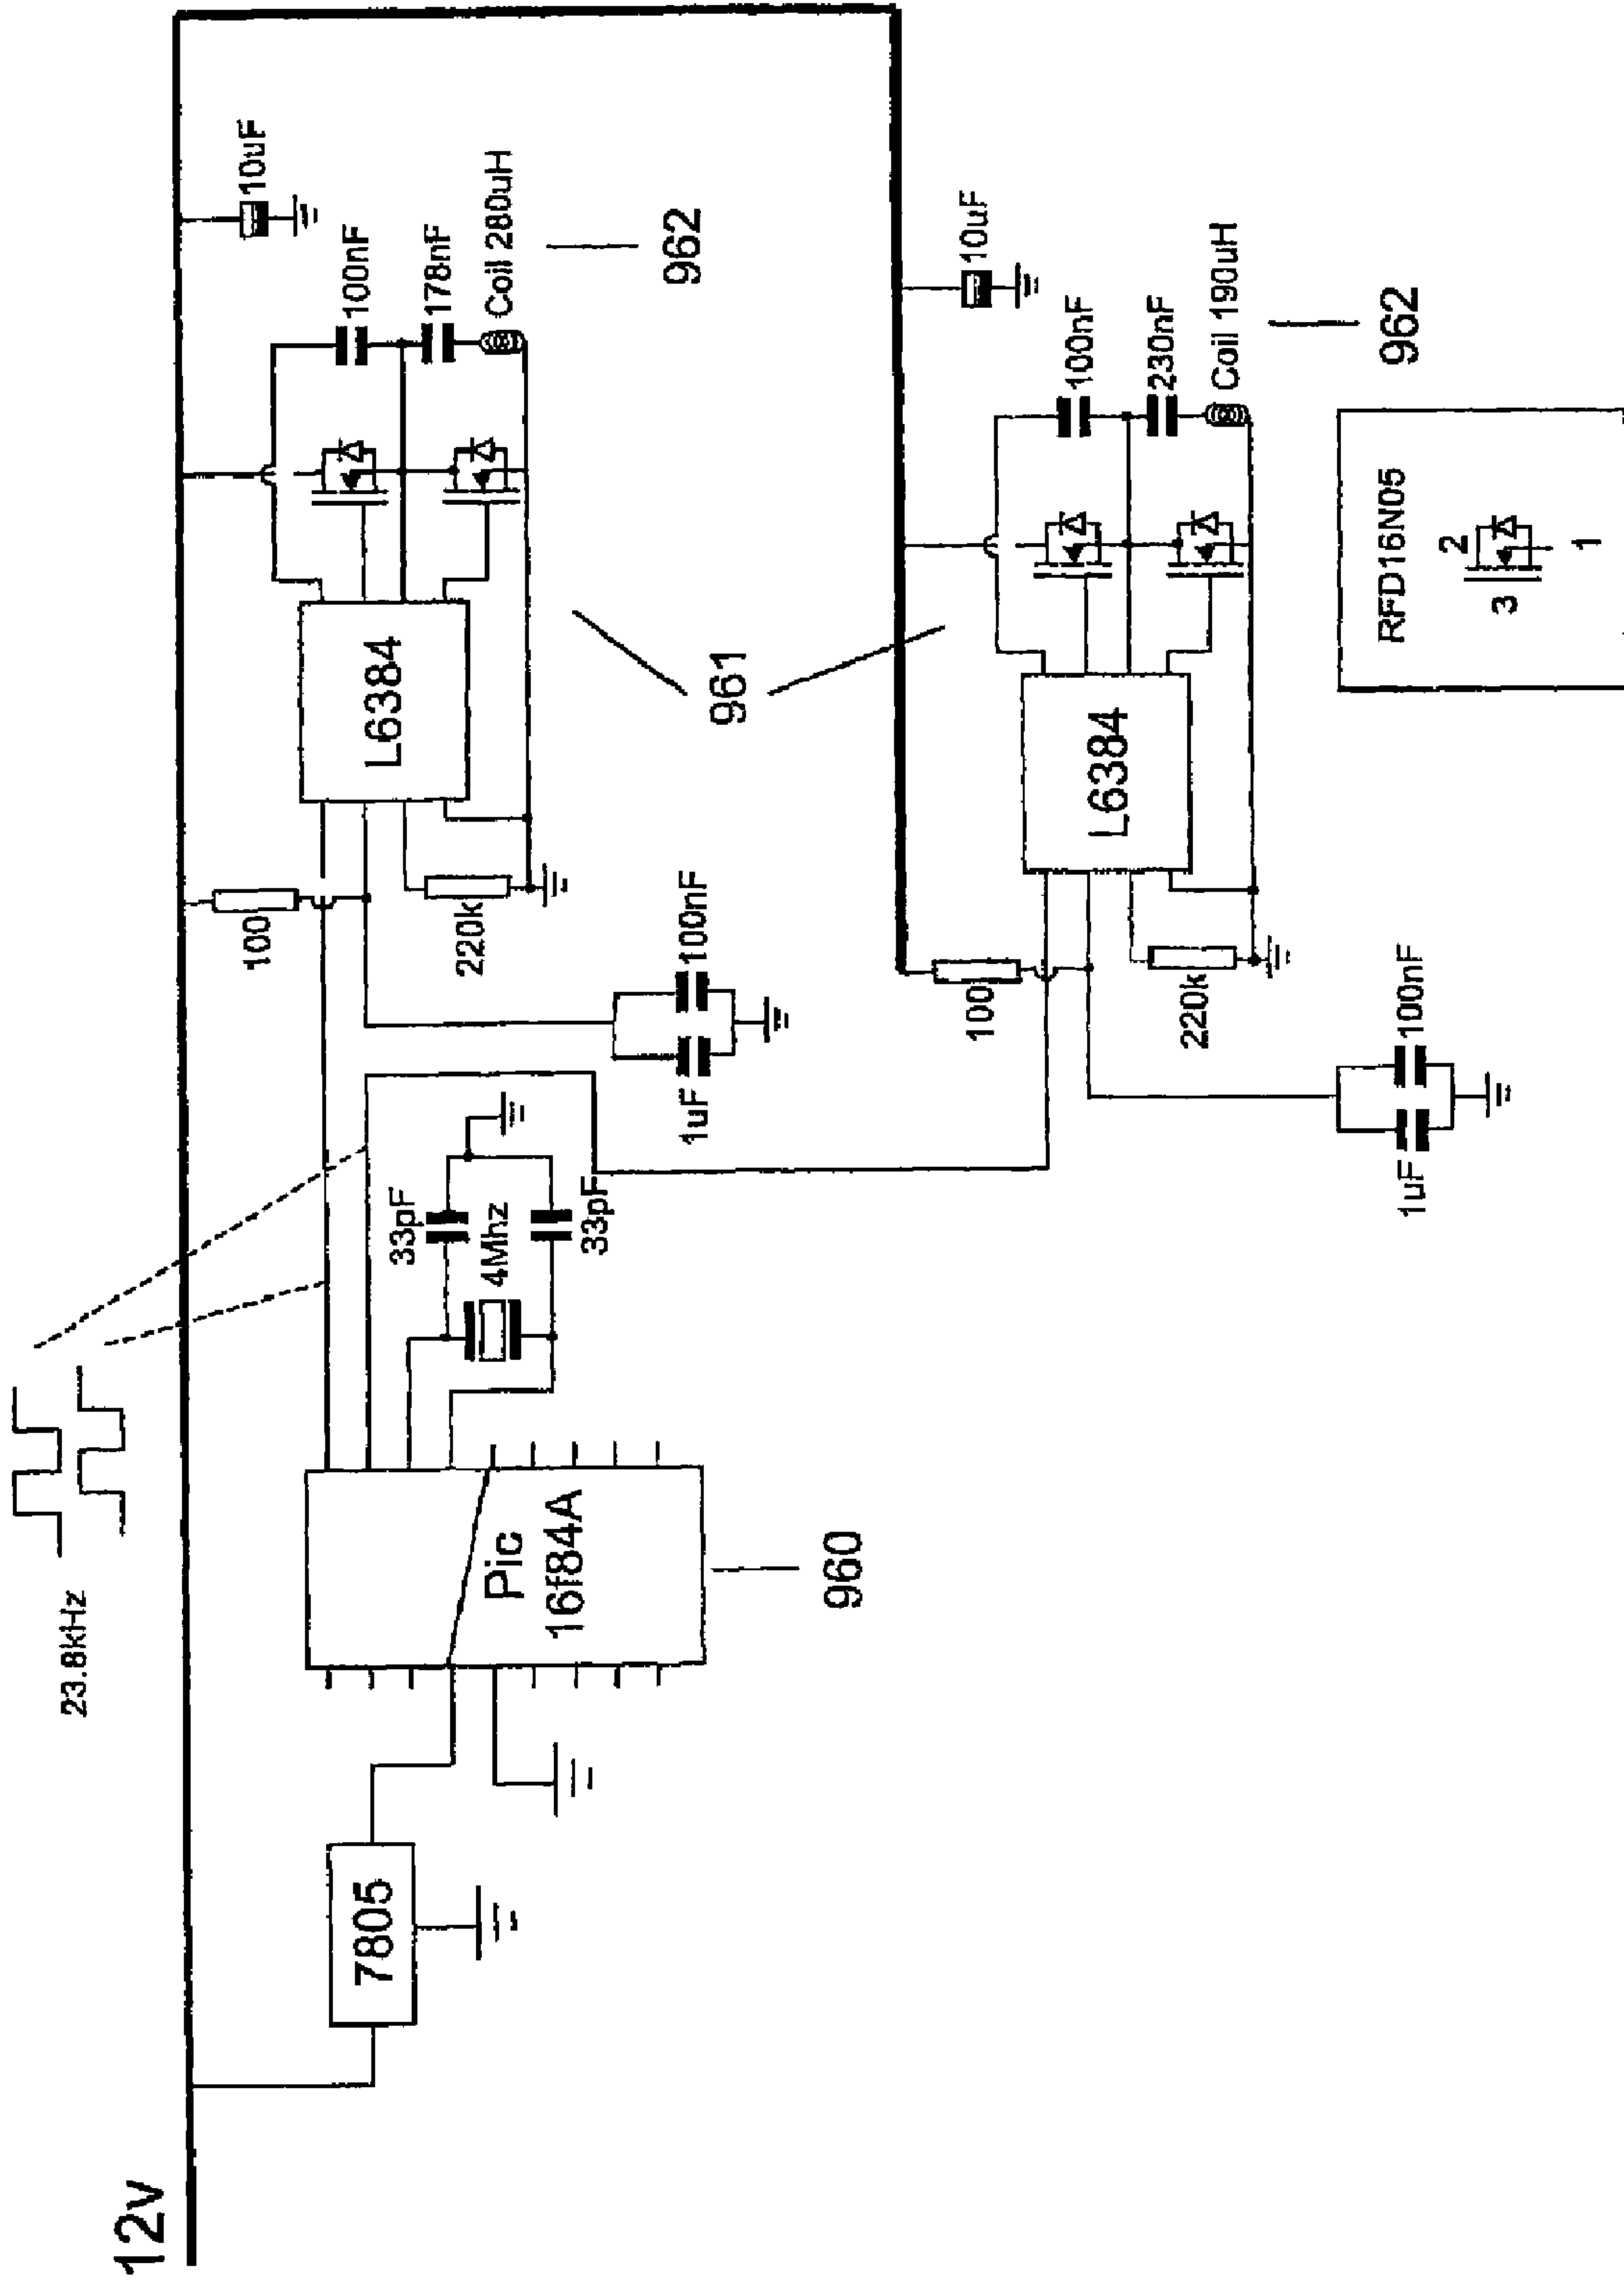 12v
23.8kHz
7805
Pic
16f84A
960
33pF
4Mhz
33pF
100
220k
1uF
100nF
L6384
961
10uF
100nF
178nF
Coil 280uH
962
100
220k
1uF
100nF
L6384
10uF
100nF
230nF
Coil 190uH
962
RFD16N05
2
3
1